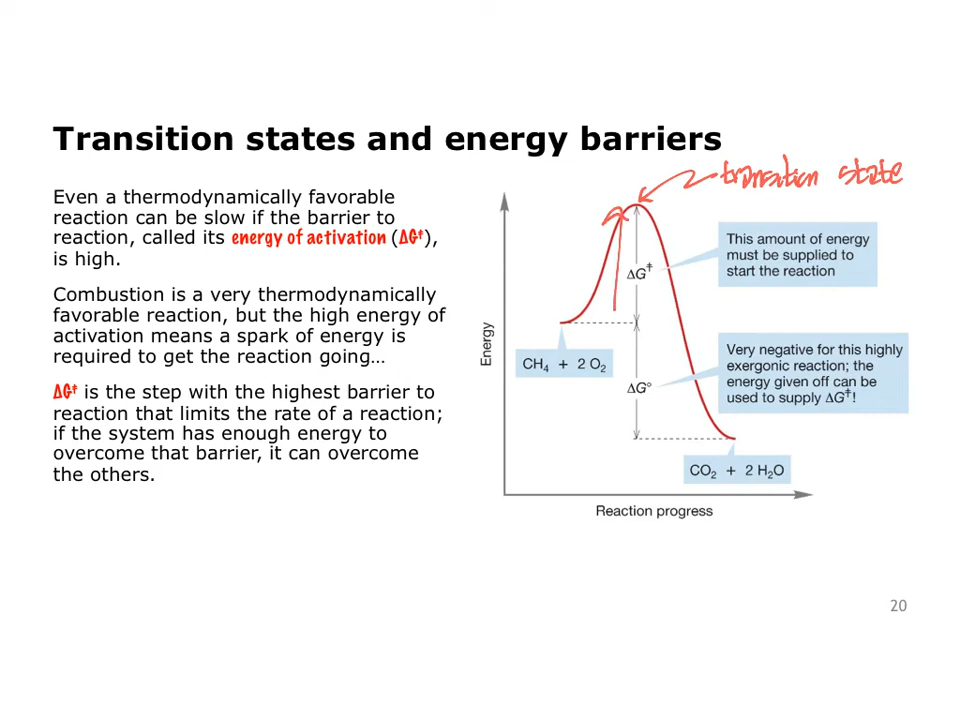 Transition states and energy barriers
transition state
Even a thermodynamically favorable
reaction can be slow if the barrier to
reaction, called its energy of activation (ΔG‡),
is high.
Combustion is a very thermodynamically
favorable reaction, but the high energy of
activation means a spark of energy is
required to get the reaction going…
ΔG‡ is the step with the highest barrier to
reaction that limits the rate of a reaction;
if the system has enough energy to
overcome that barrier, it can overcome
the others.
Energy
ΔG‡
This amount of energy
must be supplied to
start the reaction
CH₄ + 2 O₂
ΔG°
Very negative for this highly
exergonic reaction; the
energy given off can be
used to supply ΔG‡!
CO₂ + 2 H₂O
Reaction progress
20